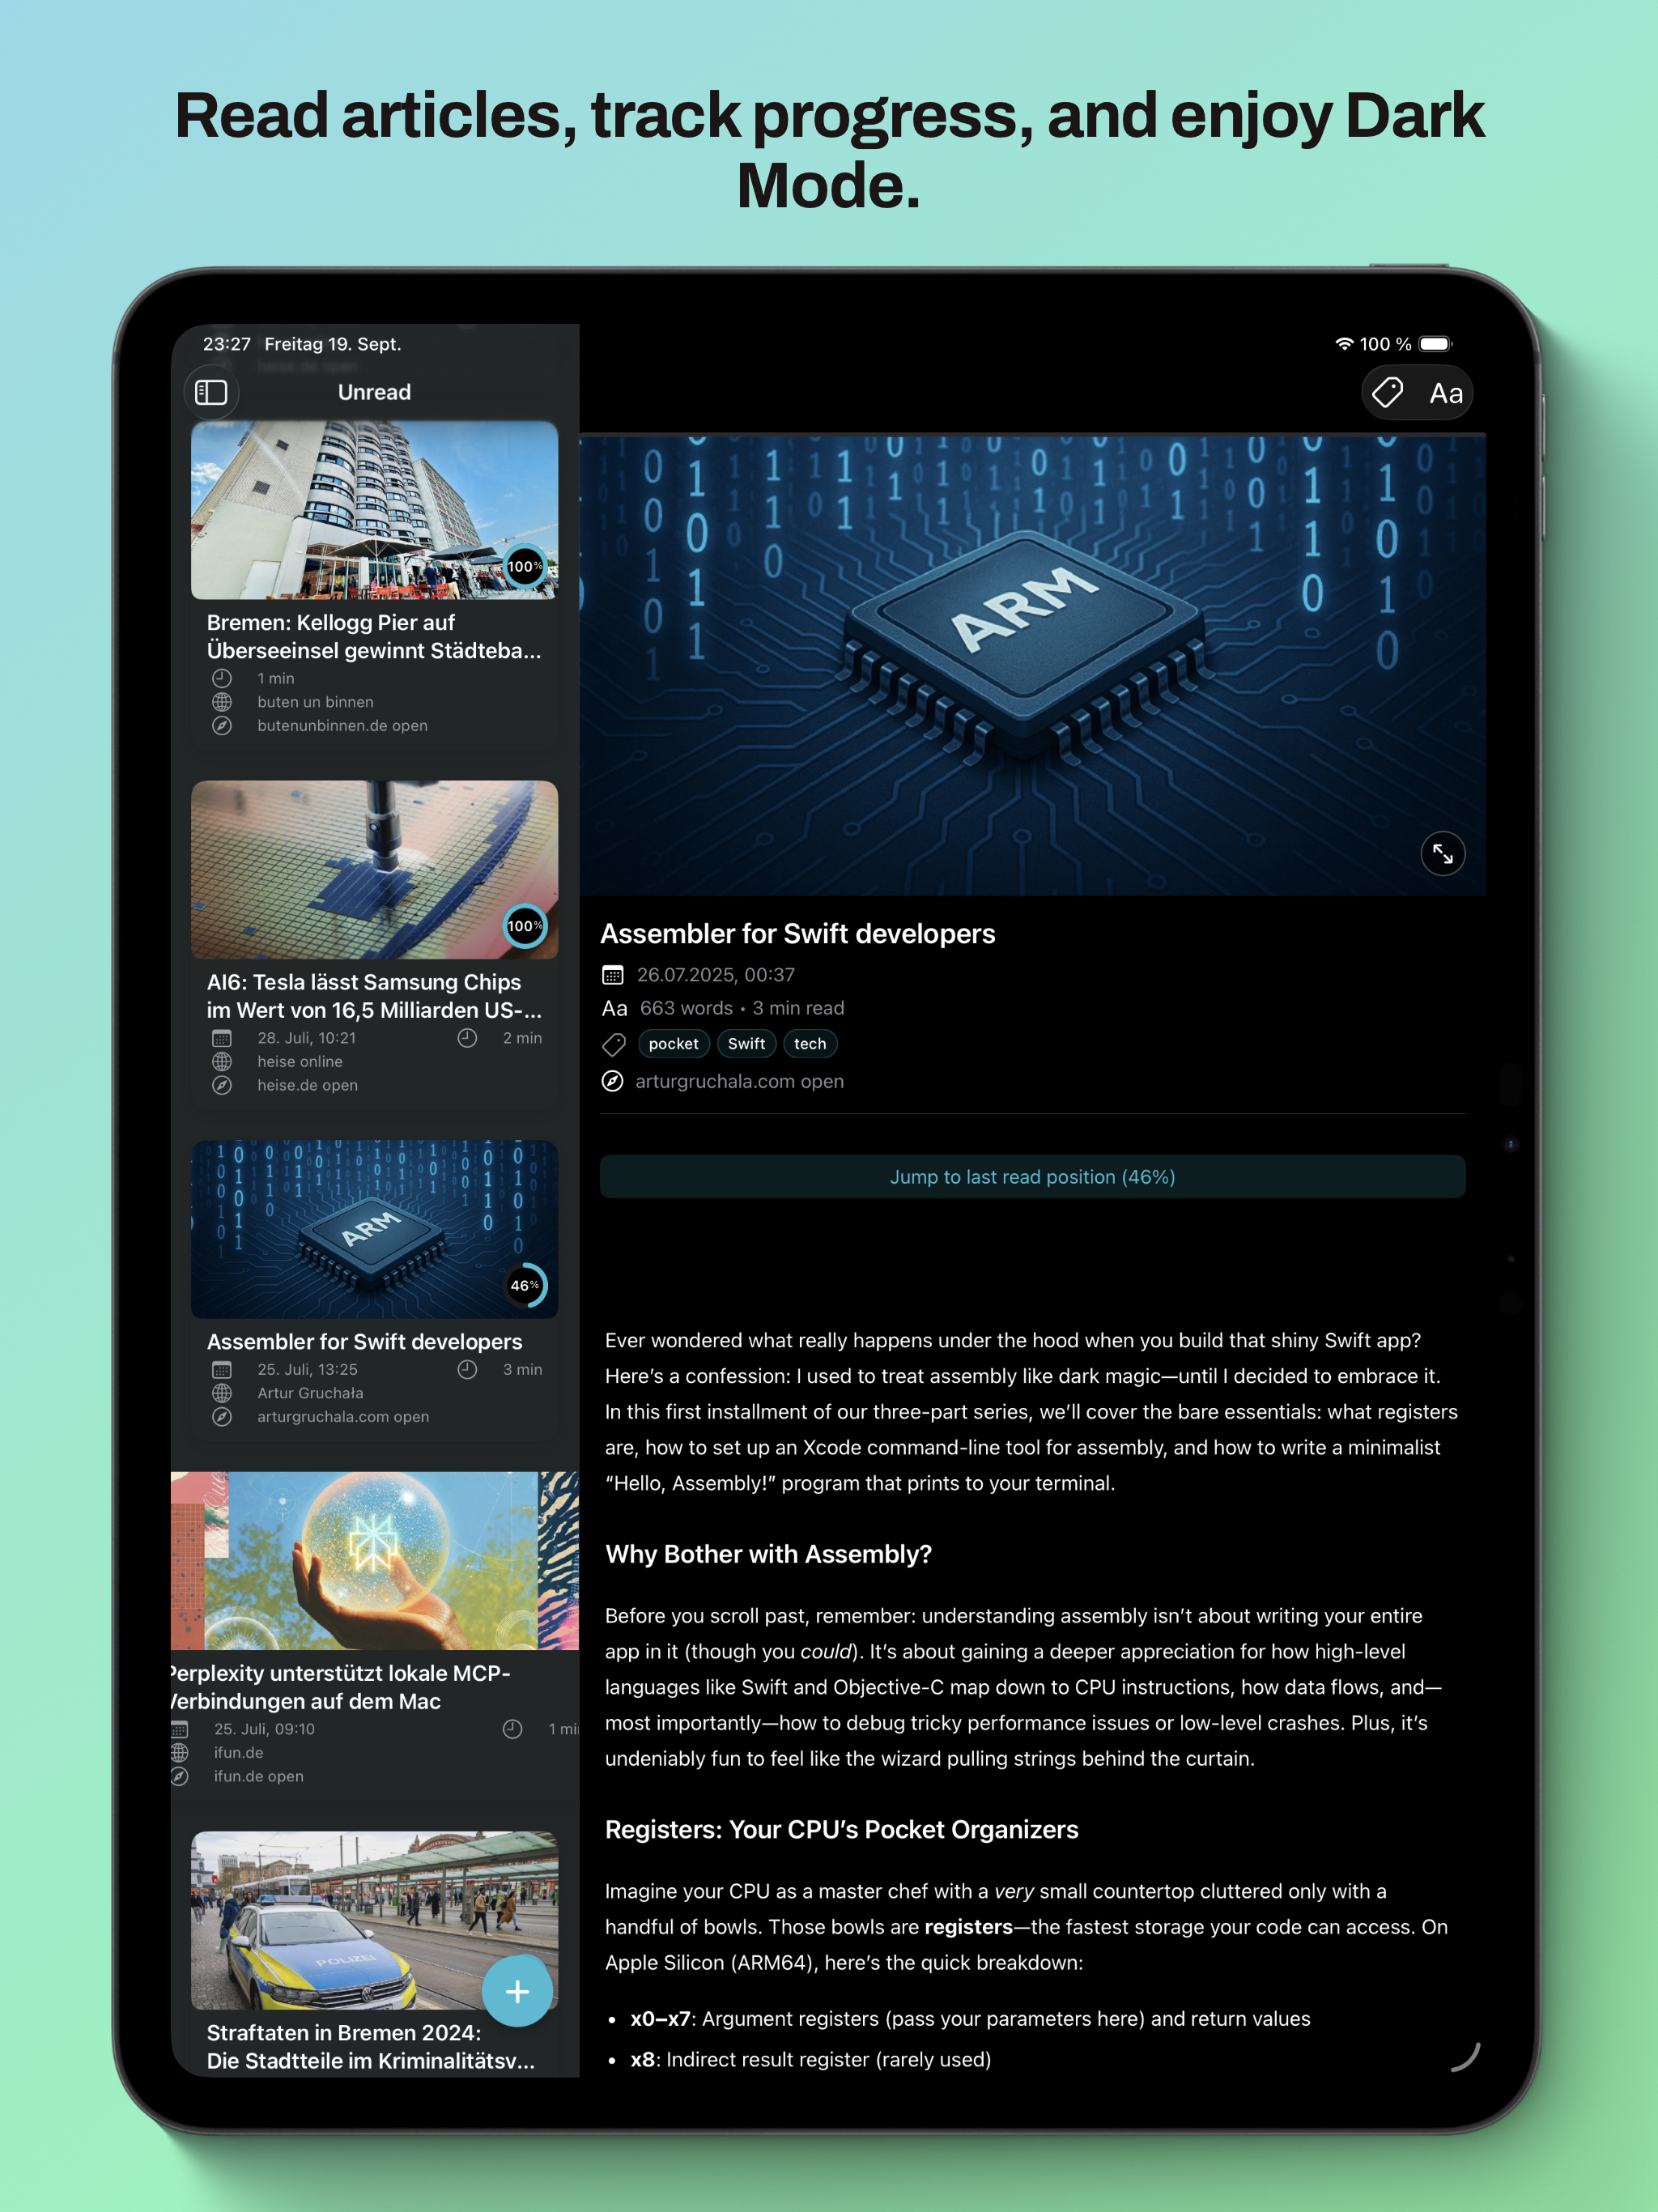 Read articles, track progress, and enjoy Dark
Mode.
23:27 Freitag 19. Sept.
100 %
heise.de open
Unread
Aa
100%
Bremen: Kellogg Pier auf
Überseeinsel gewinnt Städteba...
1 min
buten un binnen
butenunbinnen.de open
100%
AI6: Tesla lässt Samsung Chips
im Wert von 16,5 Milliarden US-...
28. Juli, 10:21 2 min
heise online
heise.de open
ARM
46%
Assembler for Swift developers
25. Juli, 13:25 3 min
Artur Gruchała
arturgruchala.com open
Perplexity unterstützt lokale MCP-
Verbindungen auf dem Mac
25. Juli, 09:10 1 min
ifun.de
ifun.de open
POLIZEI
Straftaten in Bremen 2024:
Die Stadtteile im Kriminalitätsv...
ARM
Assembler for Swift developers
26.07.2025, 00:37
Aa 663 words • 3 min read
pocket Swift tech
arturgruchala.com open
Jump to last read position (46%)
Ever wondered what really happens under the hood when you build that shiny Swift app?
Here’s a confession: I used to treat assembly like dark magic—until I decided to embrace it.
In this first installment of our three-part series, we’ll cover the bare essentials: what registers
are, how to set up an Xcode command-line tool for assembly, and how to write a minimalist
“Hello, Assembly!” program that prints to your terminal.
Why Bother with Assembly?
Before you scroll past, remember: understanding assembly isn’t about writing your entire
app in it (though you could). It’s about gaining a deeper appreciation for how high-level
languages like Swift and Objective-C map down to CPU instructions, how data flows, and—
most importantly—how to debug tricky performance issues or low-level crashes. Plus, it’s
undeniably fun to feel like the wizard pulling strings behind the curtain.
Registers: Your CPU’s Pocket Organizers
Imagine your CPU as a master chef with a very small countertop cluttered only with a
handful of bowls. Those bowls are registers—the fastest storage your code can access. On
Apple Silicon (ARM64), here’s the quick breakdown:
• x0–x7: Argument registers (pass your parameters here) and return values
• x8: Indirect result register (rarely used)